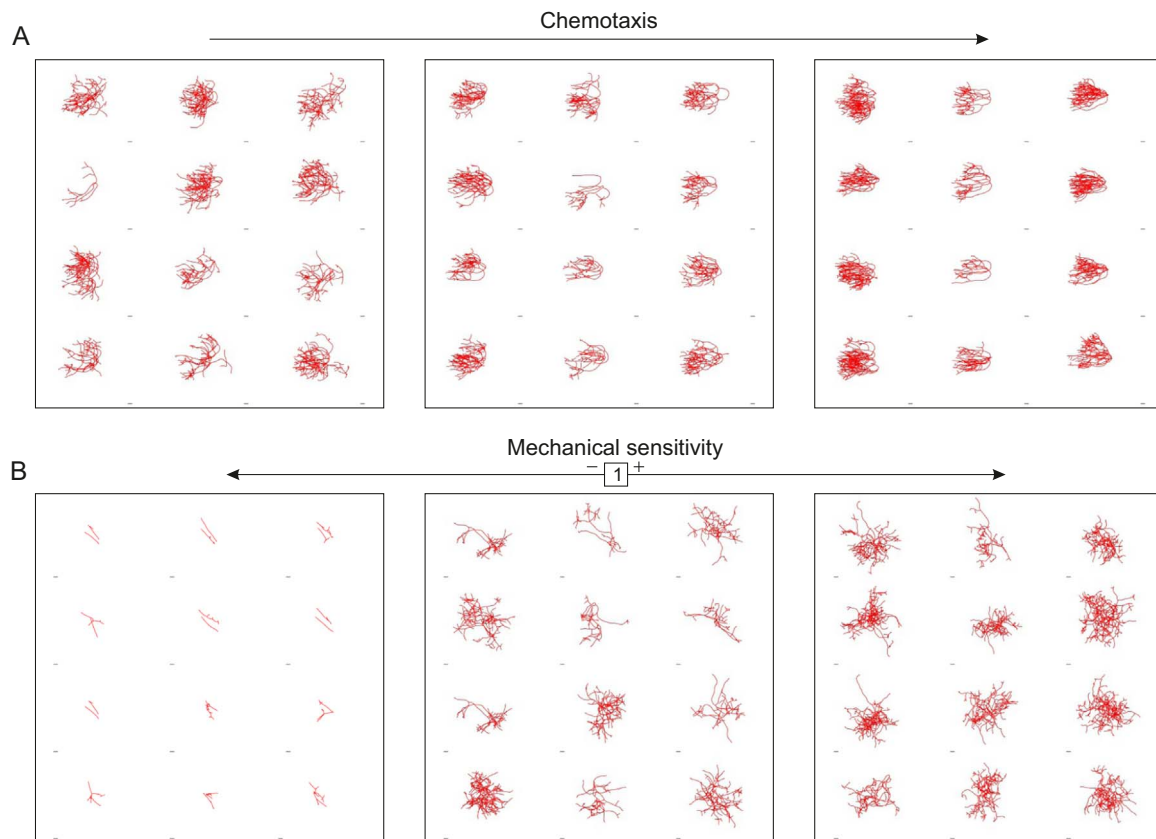 A
Chemotaxis
B
Mechanical sensitivity
− 1 +